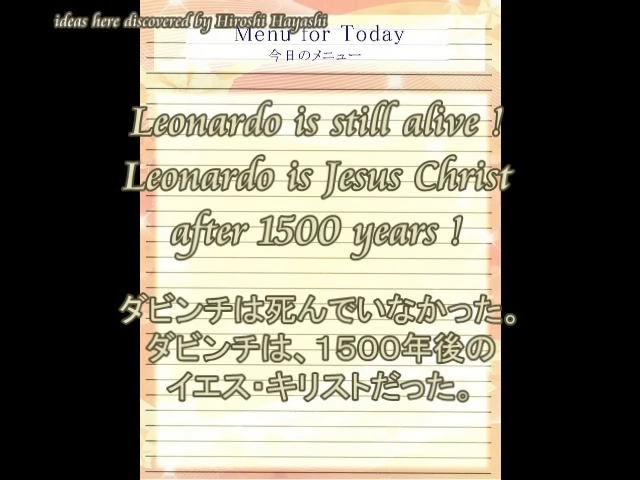 ideas here discovered by Hiroshi Hayashi
Menu for Today
今日のメニュー
Leonardo is still alive !
Leonardo is Jesus Christ
after 1500 years !
ダビンチは死んでいなかった。
ダビンチは、１５００年後の
イエス・キリストだった。